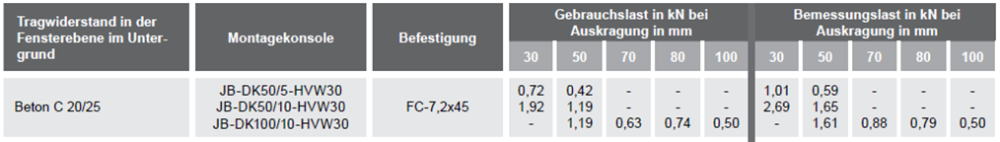 Tragwiderstand in der Fensterebene im Unter-grund Montagekonsole Befestigung Gebrauchslast in kN bei Auskragung in mm Bemessungslast in kN bei Auskragung in mm
30 50 70 80 100 30 50 70 80 100
JB-DK50/5-HVW30 0,72 0,42 - - - 1,01 0,59 - - -
Beton C 20/25 JB-DK50/10-HVW30 FC-7,2x45 1,92 1,19 - - - 2,69 1,65 - - -
JB-DK100/10-HVW30 - 1,19 0,63 0,74 0,50 - 1,61 0,88 0,79 0,50